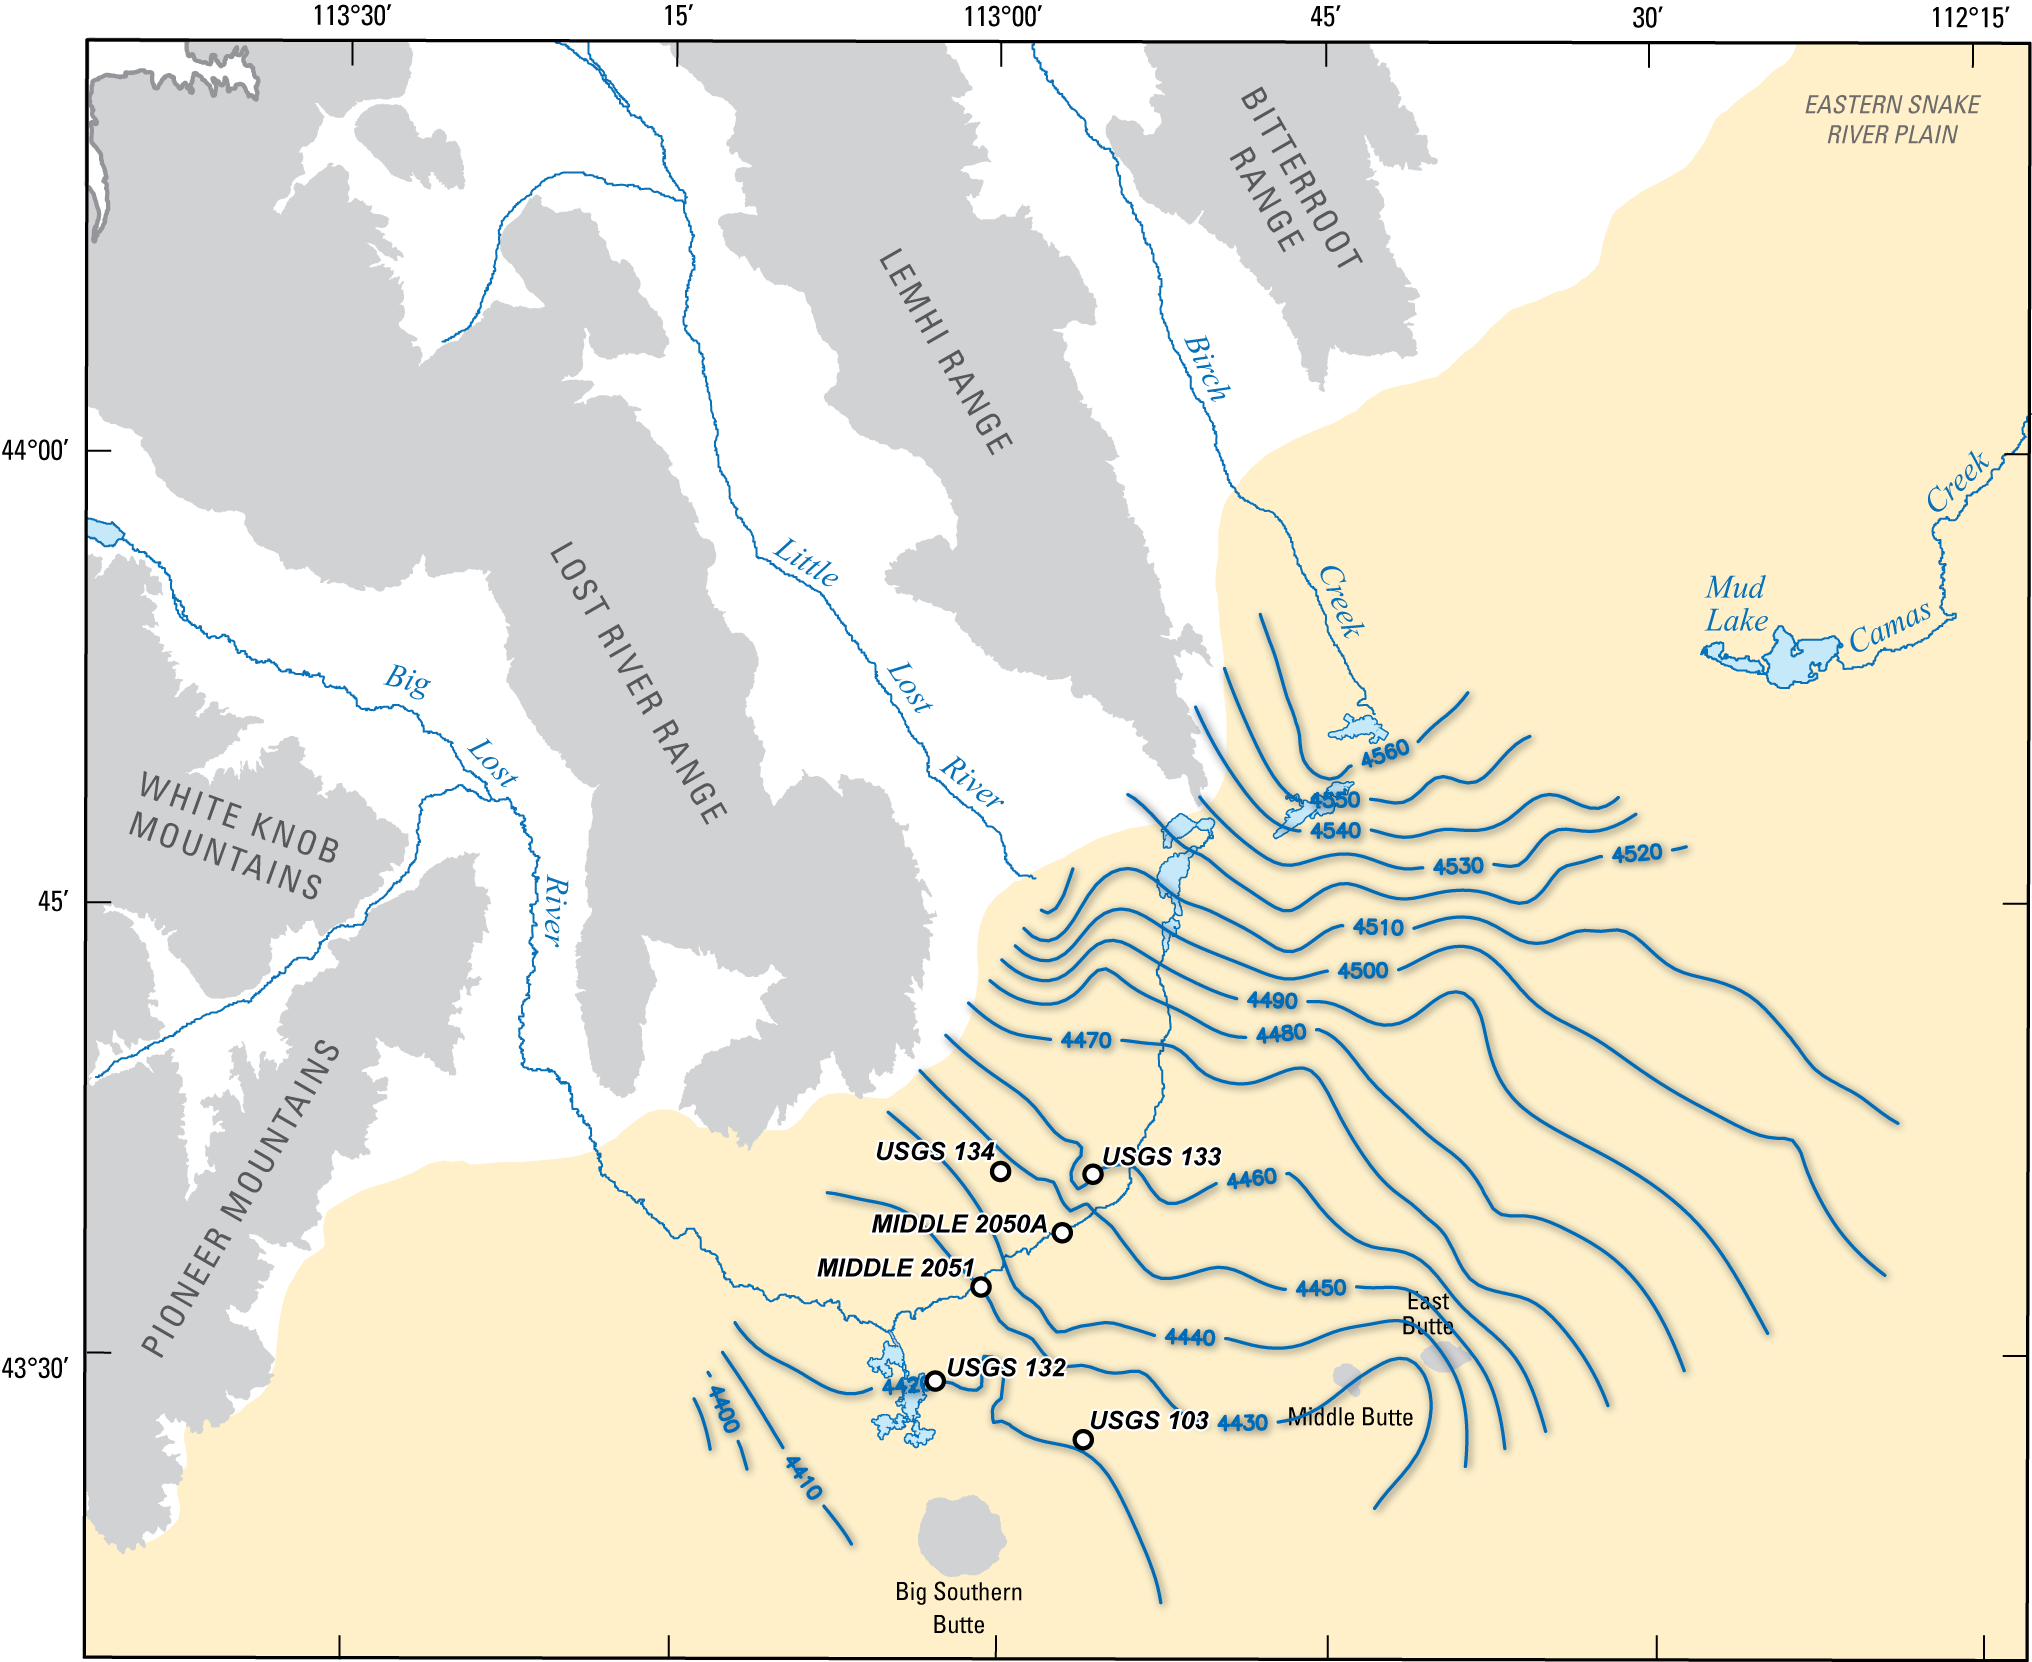 113°30′
15′
113°00′
45′
30′
112°15′
EASTERN SNAKE
RIVER PLAIN
BITTERROOT
RANGE
LEMHI RANGE
Birch
Creek
44°00′
Creek
Camas
Mud
Lake
LOST RIVER RANGE
Little
Lost
River
Big
Lost
River
WHITE KNOB
MOUNTAINS
45′
PIONEER MOUNTAINS
4560
4550
4540
4530
4520
4510
4500
4490
4480
4470
USGS 134
USGS 133
4460
MIDDLE 2050A
MIDDLE 2051
4450
East
Butte
4440
43°30′
USGS 132
4420
4400
USGS 103
4430
Middle Butte
4410
Big Southern
Butte